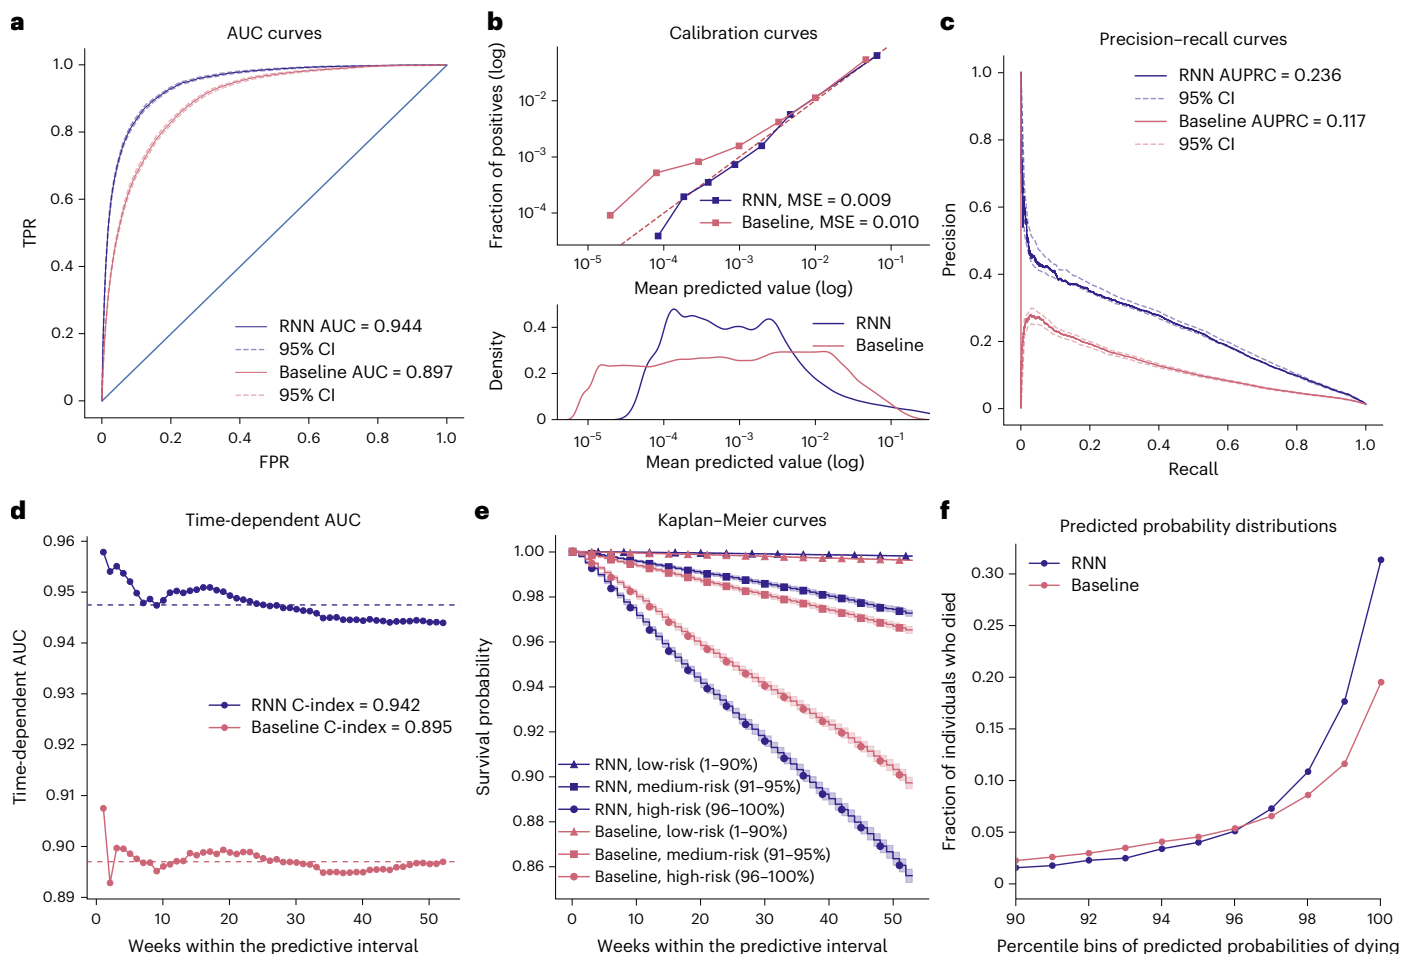 a
AUC curves
1.0
0.8
0.6
0.4
0.2
0
TPR
RNN AUC = 0.944
95% CI
Baseline AUC = 0.897
95% CI
0 0.2 0.4 0.6 0.8 1.0
FPR
b
Calibration curves
Fraction of positives (log)
10⁻²
10⁻³
10⁻⁴
RNN, MSE = 0.009
Baseline, MSE = 0.010
10⁻⁵ 10⁻⁴ 10⁻³ 10⁻² 10⁻¹
Mean predicted value (log)
Density
0.4
0.2
0
RNN
Baseline
10⁻⁵ 10⁻⁴ 10⁻³ 10⁻² 10⁻¹
Mean predicted value (log)
c
Precision–recall curves
1.0
0.8
0.6
0.4
0.2
0
Precision
RNN AUPRC = 0.236
95% CI
Baseline AUPRC = 0.117
95% CI
0 0.2 0.4 0.6 0.8 1.0
Recall
d
Time-dependent AUC
0.96
0.95
0.94
0.93
0.92
0.91
0.90
0.89
Time-dependent AUC
RNN C-index = 0.942
Baseline C-index = 0.895
0 10 20 30 40 50
Weeks within the predictive interval
e
Kaplan–Meier curves
1.00
0.98
0.96
0.94
0.92
0.90
0.88
0.86
Survival probability
RNN, low-risk (1–90%)
RNN, medium-risk (91–95%)
RNN, high-risk (96–100%)
Baseline, low-risk (1–90%)
Baseline, medium-risk (91–95%)
Baseline, high-risk (96–100%)
0 10 20 30 40 50
Weeks within the predictive interval
f
Predicted probability distributions
RNN
Baseline
0.30
0.25
0.20
0.15
0.10
0.05
0
Fraction of individuals who died
90 92 94 96 98 100
Percentile bins of predicted probabilities of dying